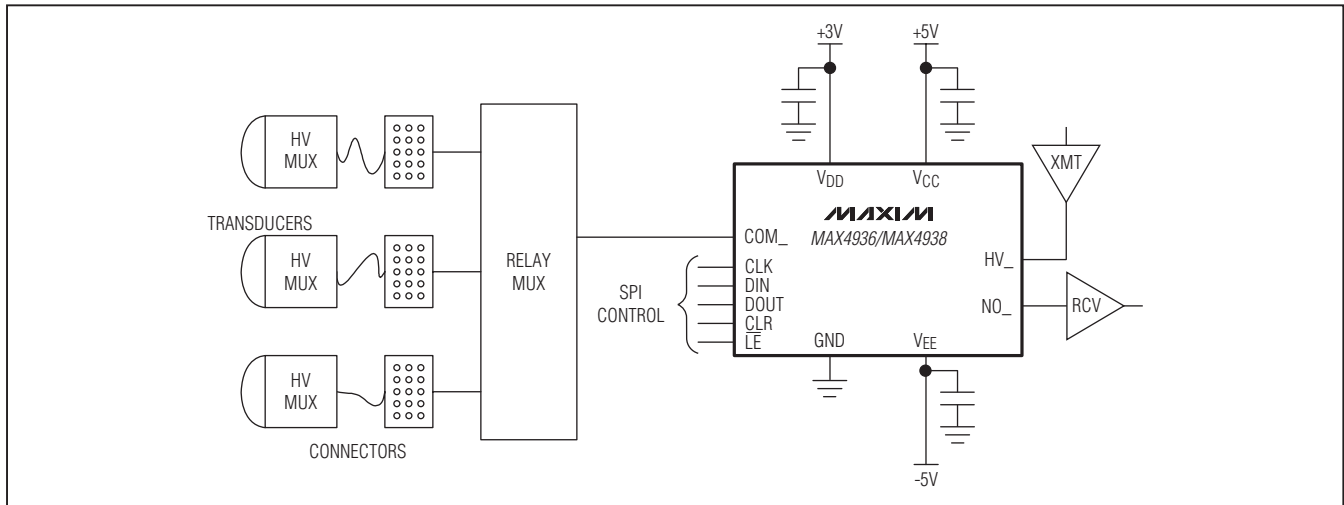 +3V
+5V
HV
MUX
TRANSDUCERS
HV
MUX
HV
MUX
CONNECTORS
RELAY
MUX
SPI
CONTROL
VDD
VCC
MAXIM
MAX4936/MAX4938
COM_
CLK
DIN
DOUT
CLR
LE
GND
VEE
HV_
NO_
XMT
RCV
-5V